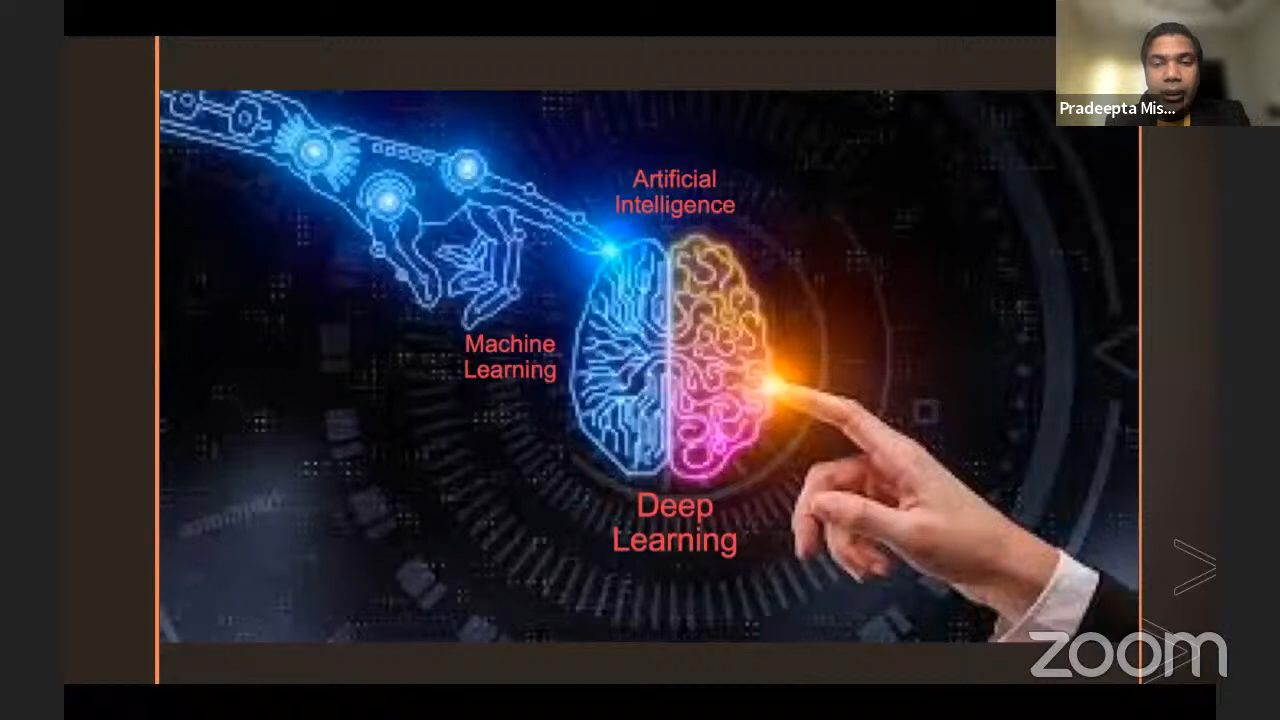 Pradeepta Mis...
Artificial
Intelligence
Machine
Learning
Deep
Learning
zoom